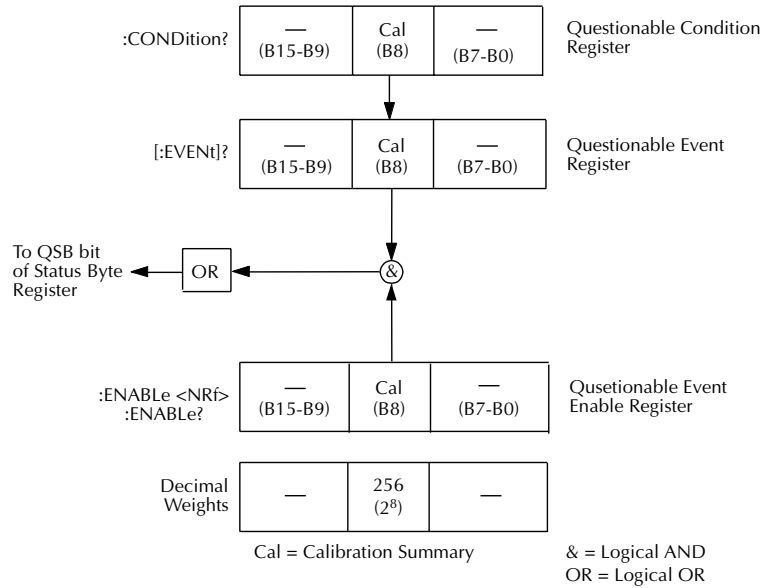 :CONDition?
—
(B15-B9)
Cal
(B8)
—
(B7-B0)
Questionable Condition
Register
[:EVENt]?
—
(B15-B9)
Cal
(B8)
—
(B7-B0)
Questionable Event
Register
To QSB bit
of Status Byte
Register
OR
&
:ENABLe <NRf>
:ENABLe?
—
(B15-B9)
Cal
(B8)
—
(B7-B0)
Qusetionable Event
Enable Register
Decimal
Weights
—
256
(2⁸)
—
Cal = Calibration Summary
& = Logical AND
OR = Logical OR